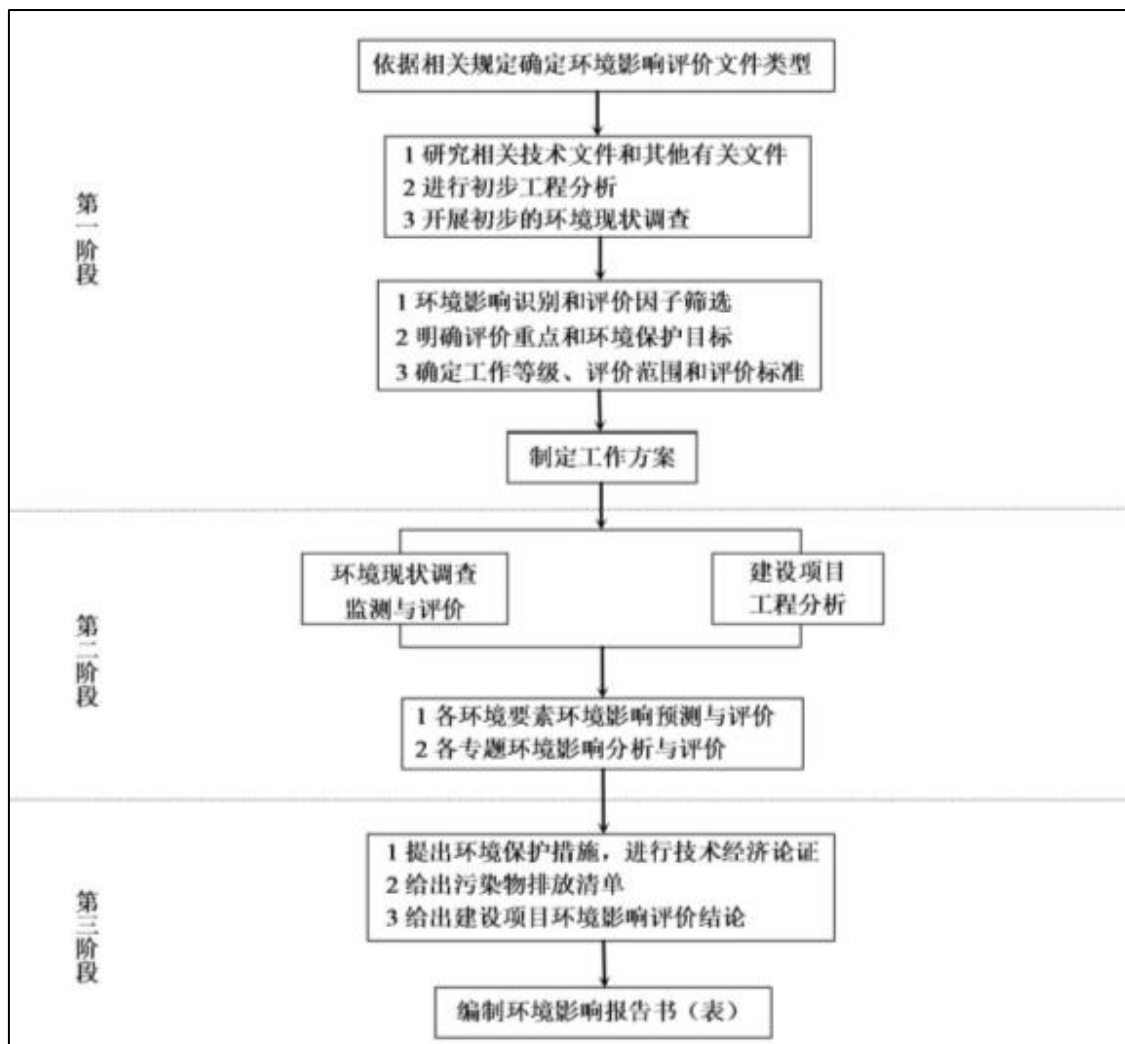 依据相关规定确定环境影响评价文件类型
1 研究相关技术文件和其他有关文件
2 进行初步工程分析
3 开展初步的环境现状调查
第一阶段
1 环境影响识别和评价因子筛选
2 明确评价重点和环境保护目标
3 确定工作等级、评价范围和评价标准
制定工作方案
环境现状调查
监测与评价
建设项目
工程分析
第二阶段
1 各环境要素环境影响预测与评价
2 各专题环境影响分析与评价
1 提出环境保护措施，进行技术经济论证
2 给出污染物排放清单
3 给出建设项目环境影响评价结论
第三阶段
编制环境影响报告书（表）